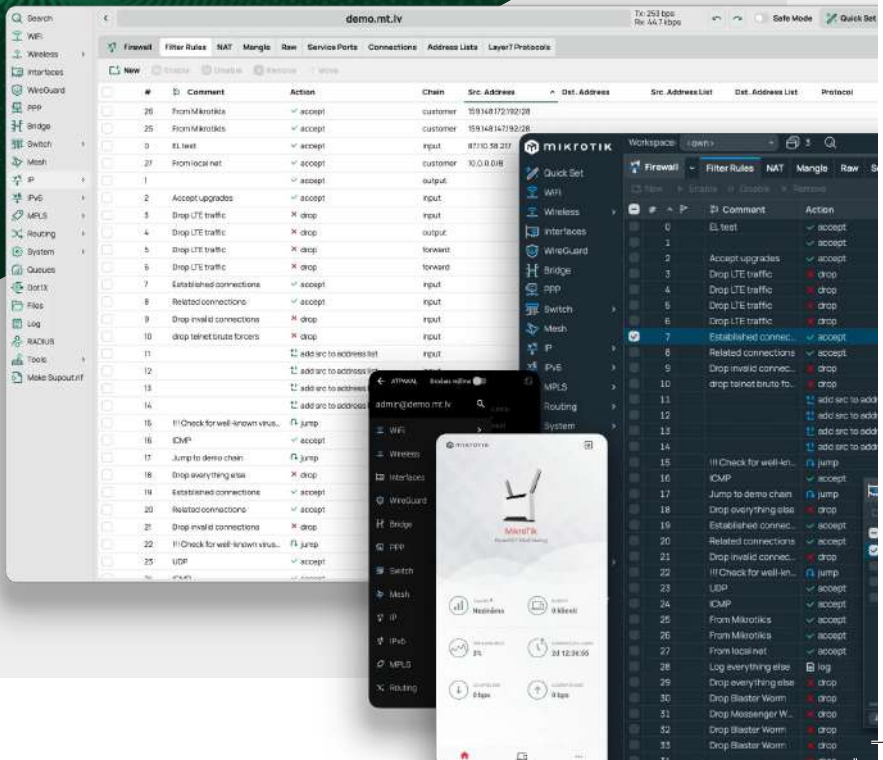 Search
WiFi
Wireless
Interfaces
WireGuard
PPP
Bridge
Switch
Mesh
IP
IPv6
MPLS
Routing
System
Queues
Dot1X
Files
Log
RADIUS
Tools
Make Supout.rif
demo.mt.lv
Tx: 253 bps
Rx: 44.7 kbps
Safe Mode
Quick Set
Firewall Filter Rules NAT Mangle Raw Service Ports Connections Address Lists Layer7 Protocols
New Enable Disable Remove Move
# Comment Action Chain Src. Address Dst. Address Src. Address List Dst. Address List Protocol
26 From Mikrotikls accept customer 159.148.172.192/28
25 From Mikrotikls accept customer 159.148.147.192/28
0 EL test accept input 87.110.38.217
27 From local net accept customer 10.0.0.0/8
1 accept output
2 Accept upgrades accept input
3 Drop LTE traffic drop input
4 Drop LTE traffic drop output
5 Drop LTE traffic drop forward
6 Drop LTE traffic drop forward
7 Established connections accept input
8 Related connections accept input
9 Drop invalid connections drop input
10 drop telnet brute forcers drop input
11 add src to address list input
12 add src to address list
13 add src to address
14 add src to address
15 !!! Check for well-known virus... jump
16 ICMP accept
17 Jump to demo chain jump
18 Drop everything else drop
19 Established connections accept
20 Related connections accept
21 Drop invalid connections drop
22 !!! Check for well-known virus... jump
23 UDP accept
MikroTik
Workspace: <own> 3
Quick Set
WiFi
Wireless
Interfaces
WireGuard
Bridge
PPP
Switch
Mesh
IP
IPv6
MPLS
Routing
System
Firewall Filter Rules NAT Mangle Raw
New Enable Disable Remove
# Comment Action
0 EL test accept
1 accept
2 Accept upgrades accept
3 Drop LTE traffic drop
4 Drop LTE traffic drop
5 Drop LTE traffic drop
6 Drop LTE traffic drop
7 Established connec... accept
8 Related connections accept
9 Drop invalid connec... drop
10 drop telnet brute fo... drop
11 add src to addr
12 add src to addr
13 add src to addr
14 add src to addr
15 !!! Check for well-kn... jump
16 ICMP accept
17 Jump to demo chain jump
18 Drop everything else drop
19 Established connec... accept
20 Related connections accept
21 Drop invalid connec... drop
22 !!! Check for well-kn... jump
23 UDP accept
24 ICMP accept
25 From Mikrotikls accept
26 From Mikrotikls accept
27 From local net accept
28 Log everything else log
29 Drop everything else drop
30 Drop Blaster Worm drop
31 Drop Messenger W... drop
32 Drop Blaster Worm drop
33 Drop Blaster Worm drop
admin@demo.mt.lv
WiFi
Wireless
Interfaces
WireGuard
Bridge
PPP
Switch
Mesh
IP
IPv6
MPLS
Routing
MikroTik
MikroTik
Nezināms
0 klienti
3%
2d 12:36:55
0 bps
0 bps